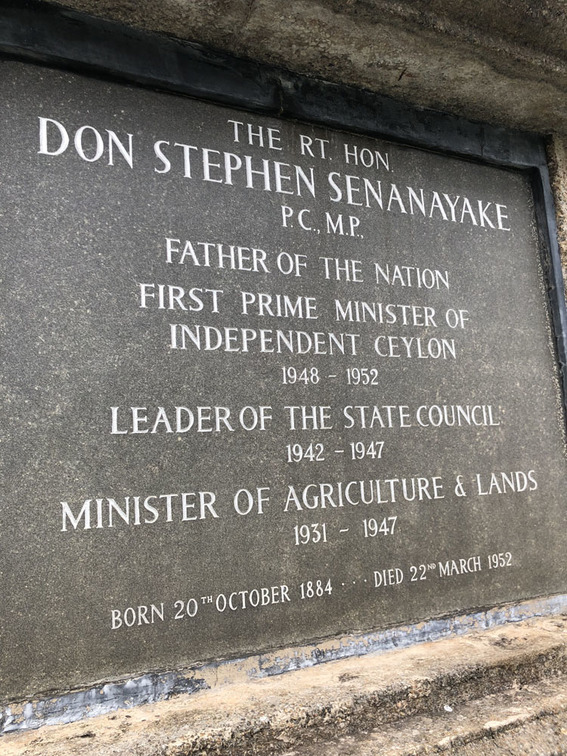 THE RT. HON.
DON STEPHEN SENANAYAKE
P.C., M.P.,
FATHER OF THE NATION
FIRST PRIME MINISTER OF
INDEPENDENT CEYLON
1948 - 1952
LEADER OF THE STATE COUNCIL
1942 - 1947
MINISTER OF AGRICULTURE & LANDS
1931 - 1947
BORN 20TH OCTOBER 1884 ... DIED 22ND MARCH 1952